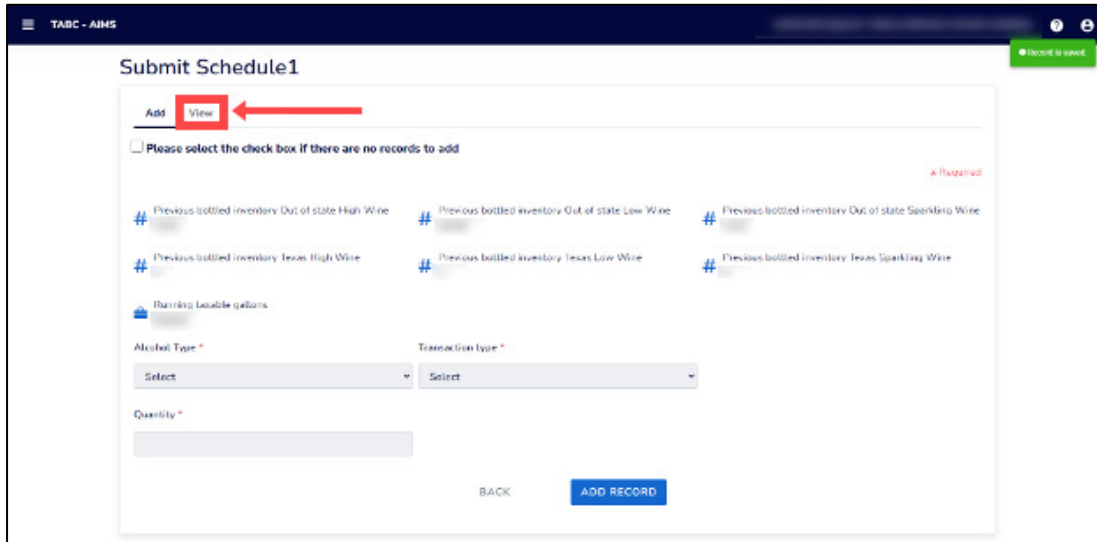 TABC - AIMS
Record is saved.
Submit Schedule1
Add View
Please select the check box if there are no records to add
* Required
Previous bottled inventory Out of state High Wine
Previous bottled inventory Out of state Low Wine
Previous bottled inventory Out of state Sparkling Wine
Previous bottled inventory Texas High Wine
Previous bottled inventory Texas Low Wine
Previous bottled inventory Texas Sparkling Wine
Running taxable gallons
Alcohol Type *
Transaction type *
Select
Select
Quantity *
BACK
ADD RECORD